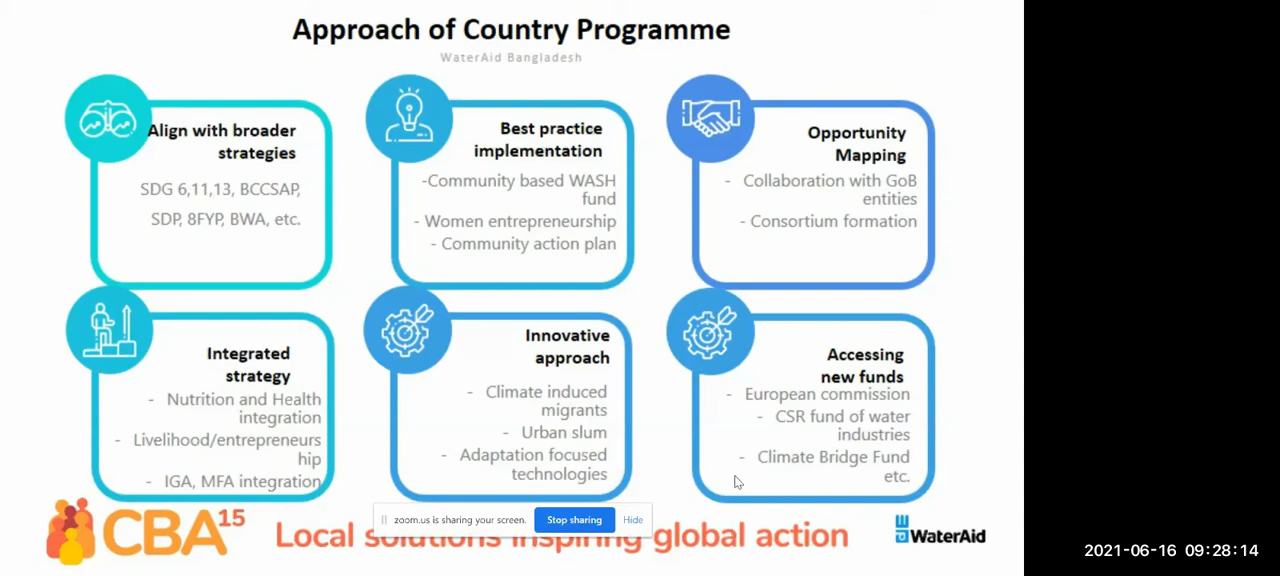 Approach of Country Programme
WaterAid Bangladesh
Align with broader
strategies
SDG 6,11,13, BCCSAP,
SDP, 8FYP, BWA, etc.
Best practice
implementation
-Community based WASH
fund
- Women entrepreneurship
- Community action plan
Opportunity
Mapping
- Collaboration with GoB
entities
- Consortium formation
Integrated
strategy
- Nutrition and Health
integration
- Livelihood/entrepreneurs
hip
- IGA, MFA integration
Innovative
approach
- Climate induced
migrants
- Urban slum
- Adaptation focused
technologies
Accessing
new funds
- European commission
- CSR fund of water
industries
- Climate Bridge Fund
etc.
zoom.us is sharing your screen. Stop sharing Hide
CBA15
Local solutions inspiring global action
WaterAid
2021-06-16 09:28:14